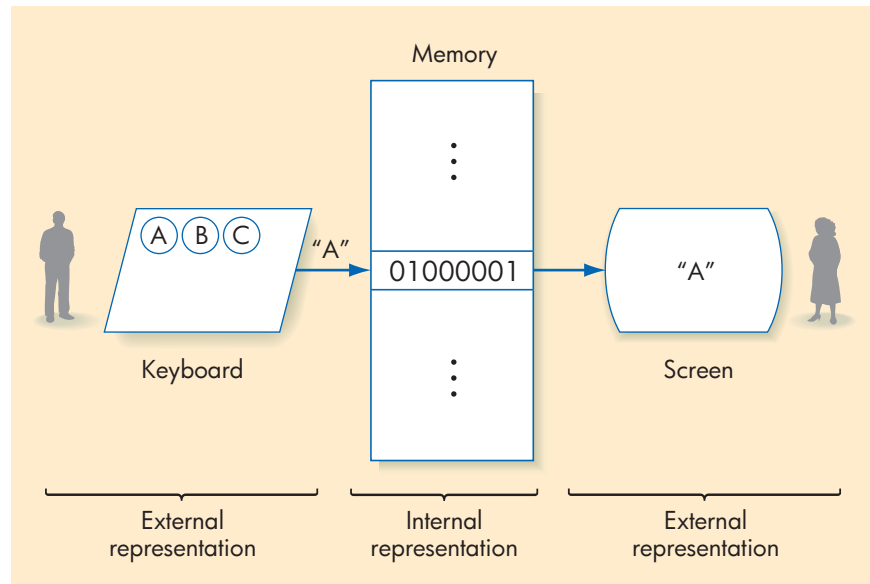 Memory
A B C
“A”
01000001
“A”
Keyboard
Screen
External
representation
Internal
representation
External
representation